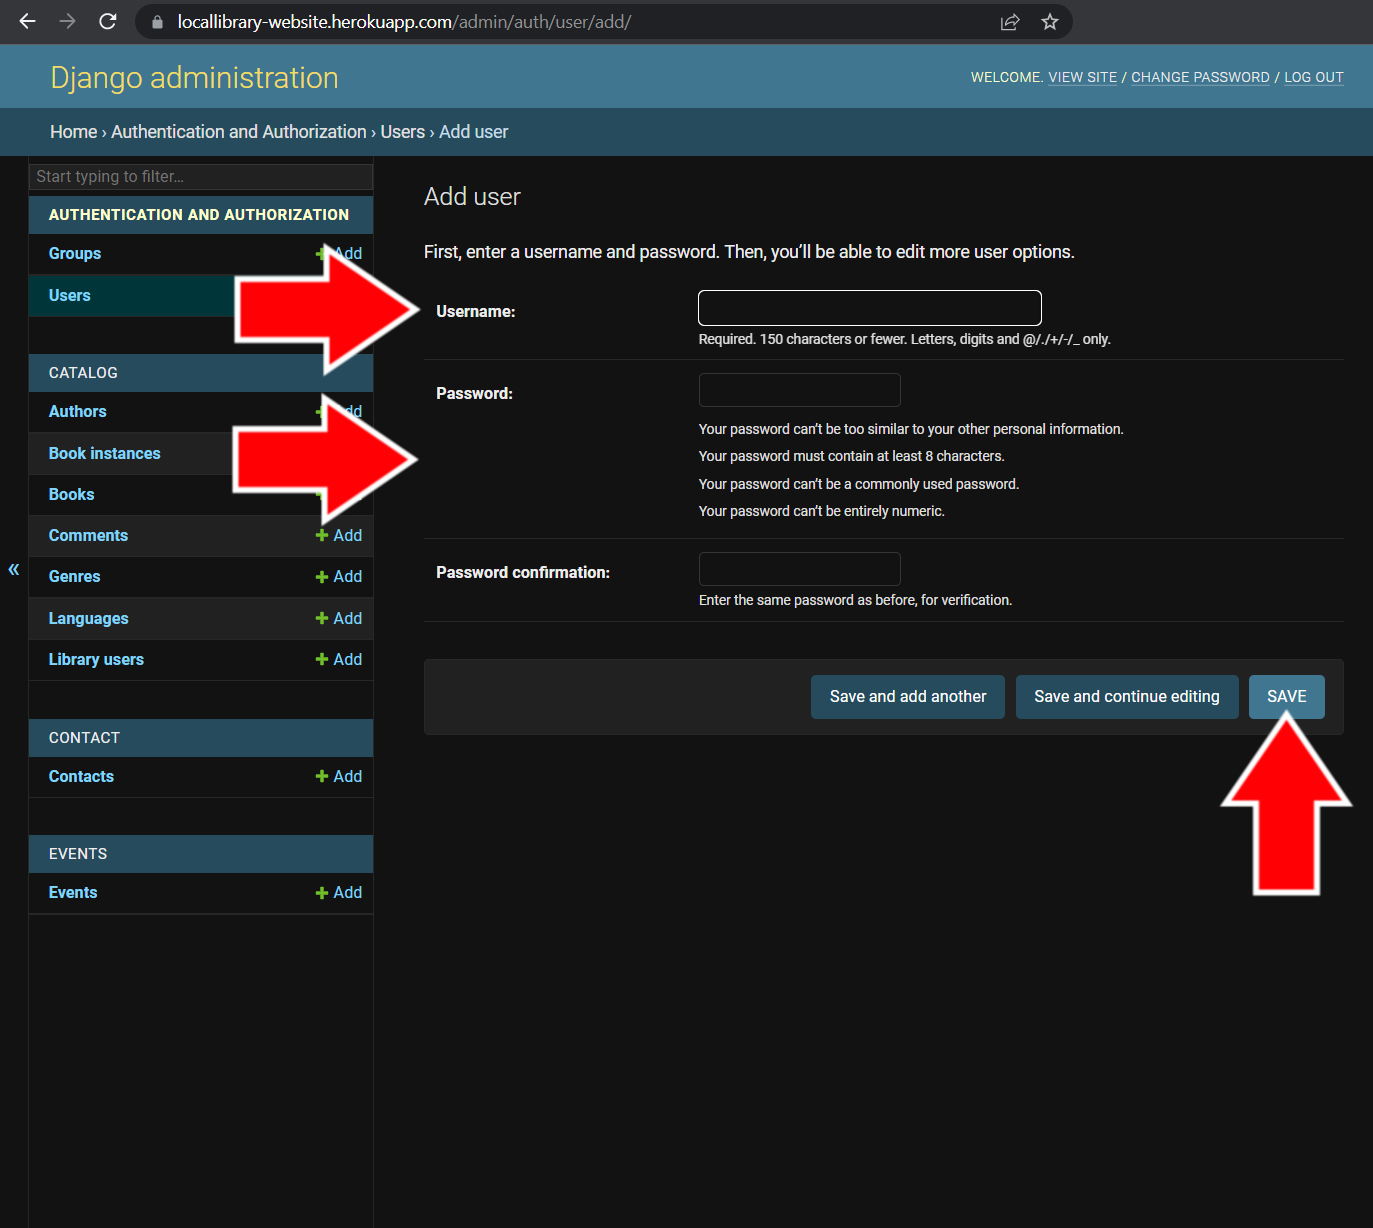 locallibrary-website.herokuapp.com/admin/auth/user/add/
Django administration
WELCOME. VIEW SITE / CHANGE PASSWORD / LOG OUT
Home › Authentication and Authorization › Users › Add user
Start typing to filter...
AUTHENTICATION AND AUTHORIZATION
Groups Add
Users
CATALOG
Authors
Book instances
Books
Comments Add
Genres Add
Languages Add
Library users Add
CONTACT
Contacts Add
EVENTS
Events Add
«
Add user
First, enter a username and password. Then, you’ll be able to edit more user options.
Username:
Required. 150 characters or fewer. Letters, digits and @/./+/-/_ only.
Password:
Your password can’t be too similar to your other personal information.
Your password must contain at least 8 characters.
Your password can’t be a commonly used password.
Your password can’t be entirely numeric.
Password confirmation:
Enter the same password as before, for verification.
Save and add another Save and continue editing SAVE